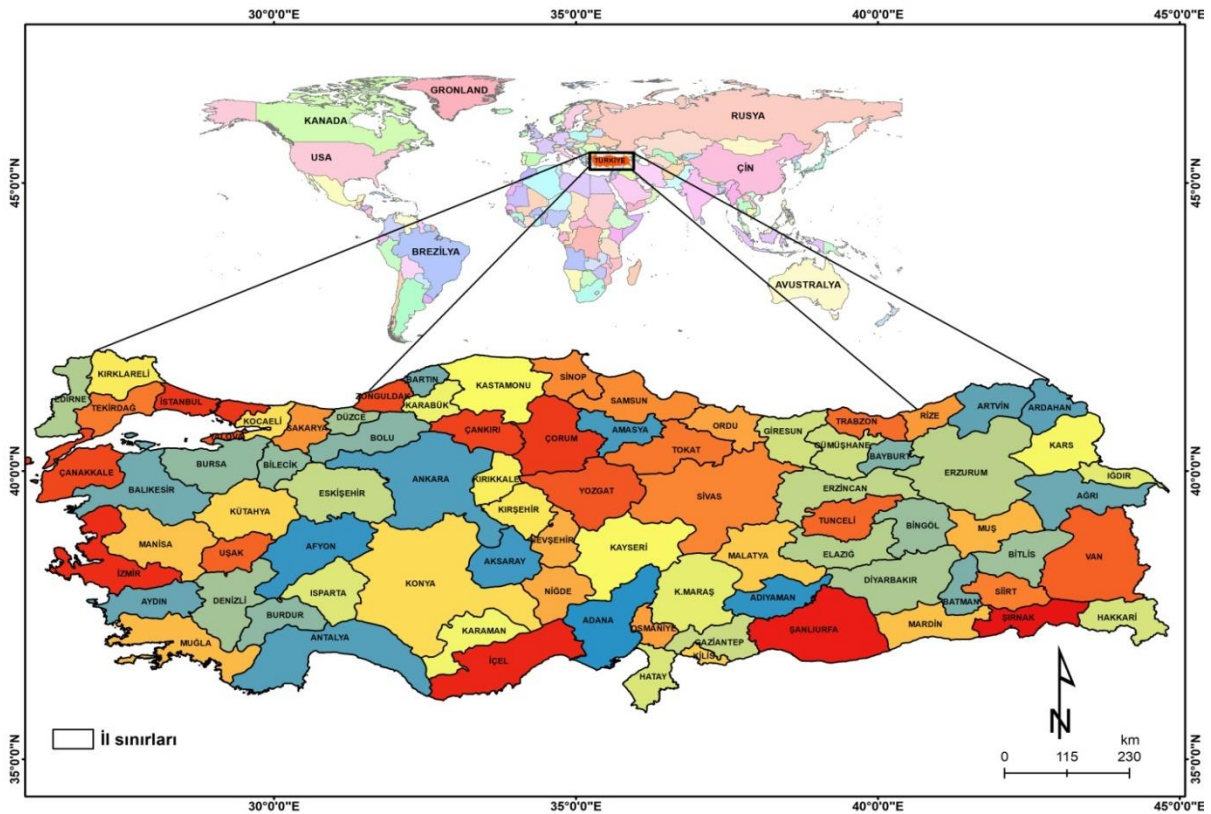 30°0'0"E 35°0'0"E 40°0'0"E 45°0'0"E
45°0'0"N
40°0'0"N
35°0'0"N
45°0'0"N
40°0'0"N
35°0'0"N
GRONLAND
KANADA
RUSYA
USA
TÜRKİYE
ÇİN
BREZİLYA
AVUSTRALYA
KIRKLARELİ
EDİRNE
TEKİRDAĞ
İSTANBUL
KOCAELİ
YALOVA
SAKARYA
DÜZCE
ZONGULDAK
BARTIN
KARABÜK
KASTAMONU
SİNOP
SAMSUN
ORDU
GİRESUN
TRABZON
RİZE
ARTVİN
ARDAHAN
KARS
ÇANAKKALE
BALIKESİR
BURSA
BİLECİK
BOLU
ÇANKIRI
ÇORUM
AMASYA
TOKAT
GÜMÜŞHANE
BAYBURT
ERZURUM
IĞDIR
AĞRI
KÜTAHYA
ESKİŞEHİR
ANKARA
KIRIKKALE
KIRŞEHİR
YOZGAT
SİVAS
ERZİNCAN
TUNCELİ
BİNGÖL
MUŞ
BİTLİS
VAN
MANİSA
UŞAK
AFYON
KONYA
AKSARAY
NEVŞEHİR
KAYSERİ
MALATYA
ELAZIĞ
DİYARBAKIR
BATMAN
SİİRT
İZMİR
AYDIN
DENİZLİ
ISPARTA
BURDUR
NİĞDE
ADANA
K.MARAŞ
ADIYAMAN
ŞANLIURFA
MARDİN
ŞIRNAK
HAKKARİ
MUĞLA
ANTALYA
KARAMAN
İÇEL
OSMANİYE
GAZİANTEP
KİLİS
HATAY
İl sınırları
N
km
0 115 230
30°0'0"E 35°0'0"E 40°0'0"E 45°0'0"E